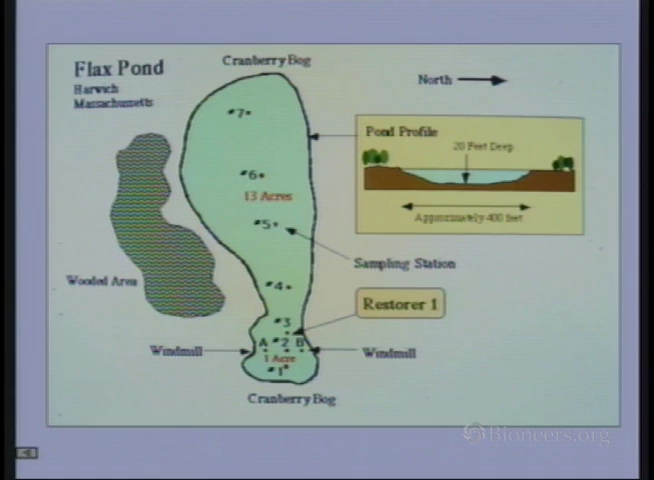 Cranberry Bog
Flax Pond
Harwich
Massachusetts
North
#7
Pond Profile
20 Feet Deep
#6
13 Acres
Approximately 400 feet
#5
Sampling Station
Wooded Area
#4
Restorer 1
#3
A #2 B
Windmill
Windmill
1 Acre
#1
Cranberry Bog
Bioneers.org